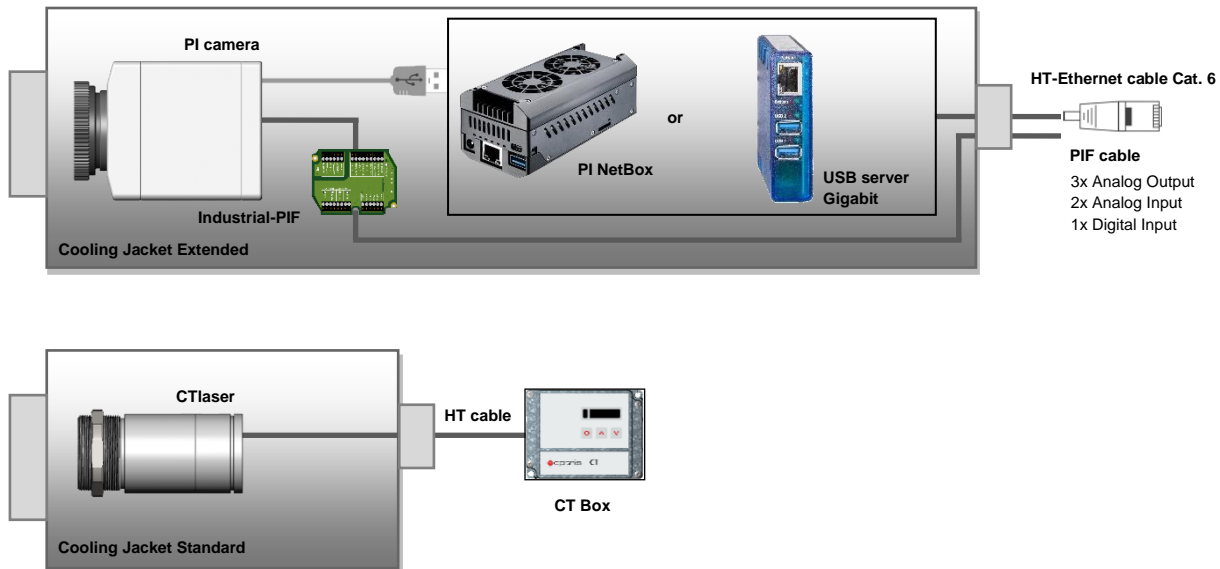 PI camera
PI NetBox
or
USB server
Gigabit
Industrial-PIF
Cooling Jacket Extended
HT-Ethernet cable Cat. 6
PIF cable
3x Analog Output
2x Analog Input
1x Digital Input
CTlaser
HT cable
CT Box
Cooling Jacket Standard